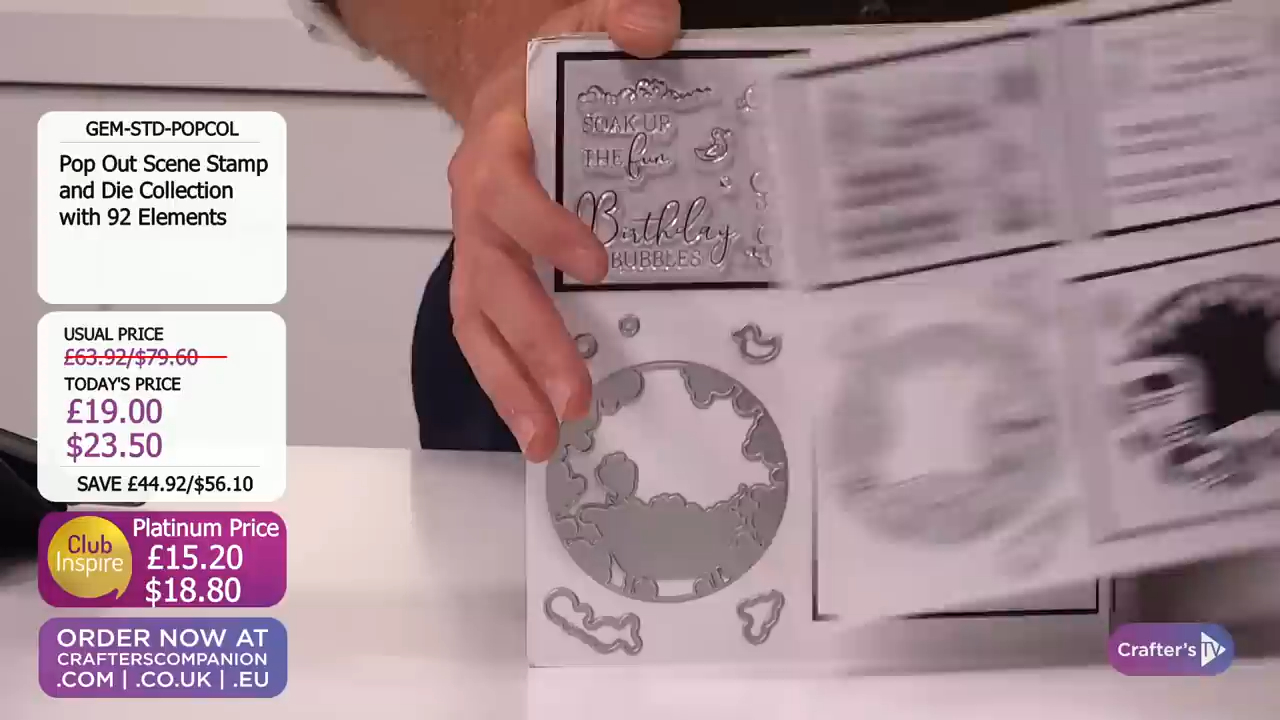 GEM-STD-POPCOL
Pop Out Scene Stamp
and Die Collection
with 92 Elements
USUAL PRICE
£63.92/$79.60
TODAY'S PRICE
£19.00
$23.50
SAVE £44.92/$56.10
Club
Inspire
Platinum Price
£15.20
$18.80
ORDER NOW AT
CRAFTERSCOMPANION
.COM | .CO.UK | .EU
SOAK UP
THE fun
Birthday
BUBBLES
Crafter's TV